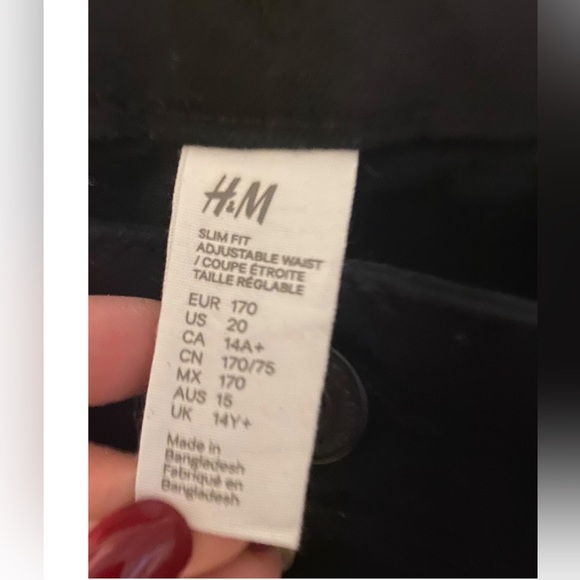 H&M
SLIM FIT
ADJUSTABLE WAIST
/ COUPE ÉTROITE
TAILLE RÉGLABLE
EUR 170
US 20
CA 14A+
CN 170/75
MX 170
AUS 15
UK 14Y+
Made in
Bangladesh
Fabriqué en
Bangladesh